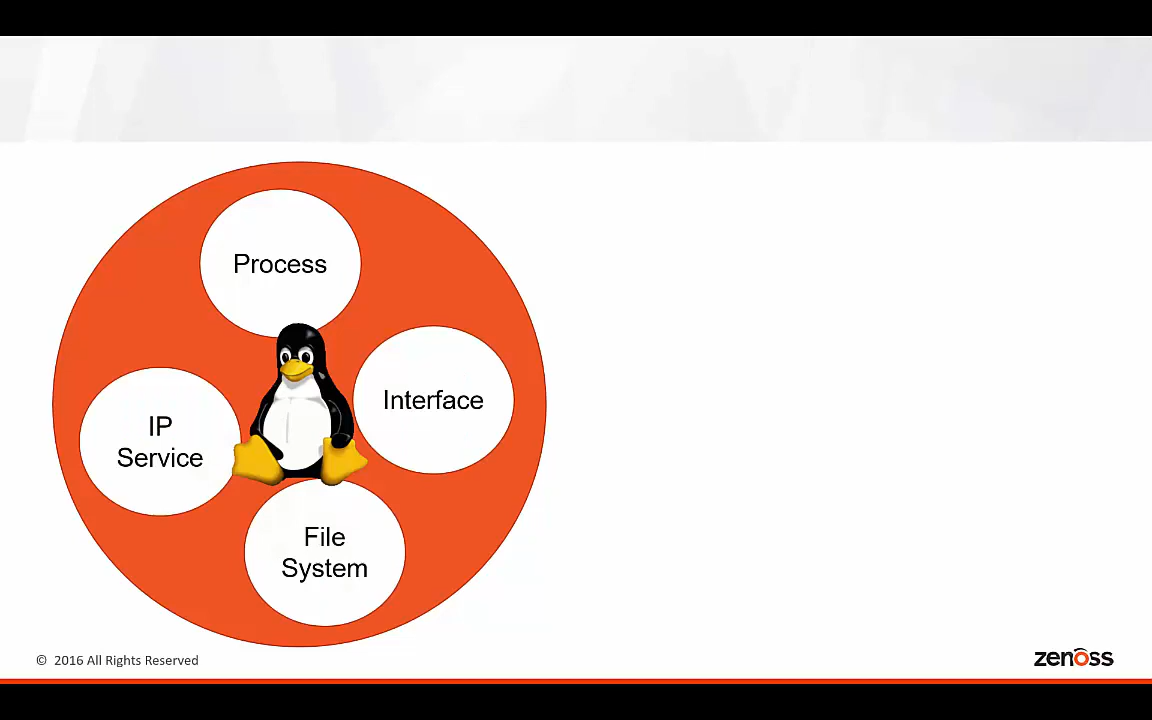 Process
Interface
IP
Service
File
System
© 2016 All Rights Reserved
zenoss